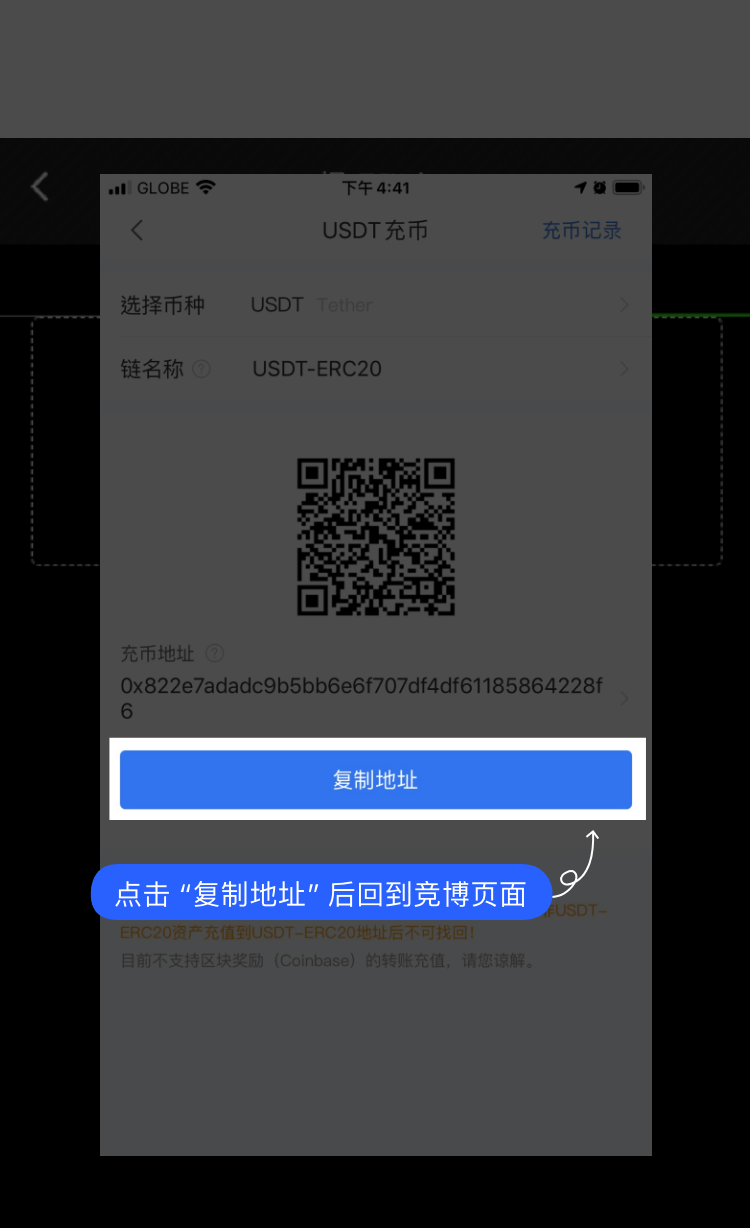 GLOBE
下午4:41
USDT充币
充币记录
选择币种
USDT
Tether
链名称
USDT-ERC20
充币地址
0x822e7adadc9b5bb6e6f707df4df61185864228f
6
复制地址
点击 “复制地址” 后回到竞博页面
USDT-
ERC20资产充值到USDT-ERC20地址后不可找回！
目前不支持区块奖励（Coinbase）的转账充值，请您谅解。